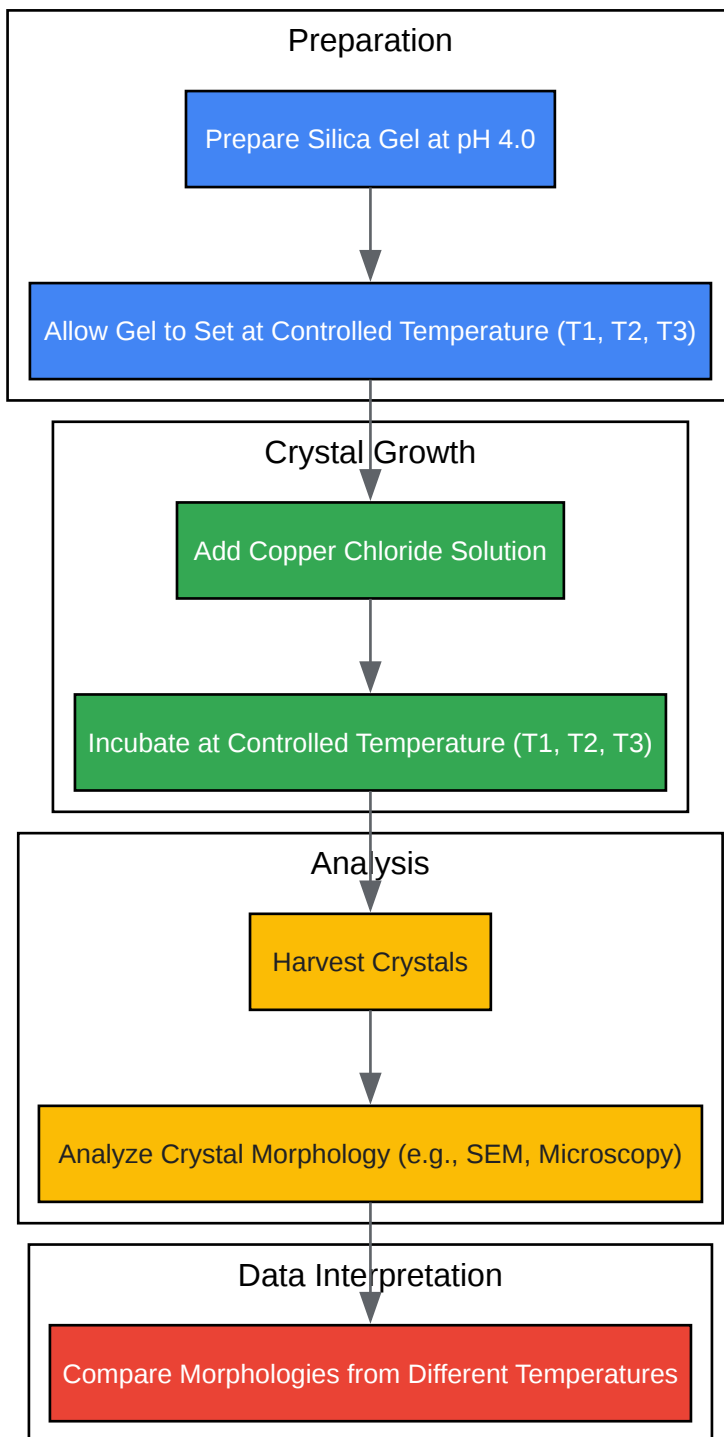 Preparation
Prepare Silica Gel at pH 4.0
Allow Gel to Set at Controlled Temperature (T1, T2, T3)
Crystal Growth
Add Copper Chloride Solution
Incubate at Controlled Temperature (T1, T2, T3)
Analysis
Harvest Crystals
Analyze Crystal Morphology (e.g., SEM, Microscopy)
Data Interpretation
Compare Morphologies from Different Temperatures